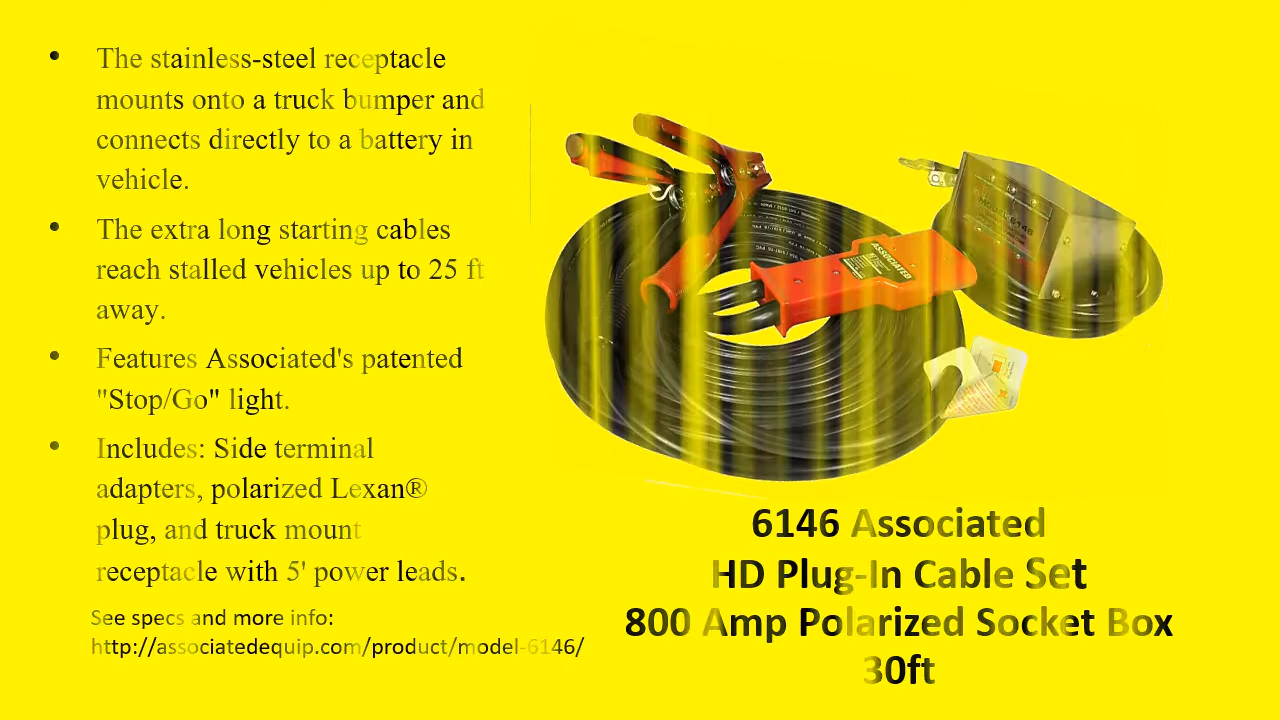 • The stainless-steel receptacle
mounts onto a truck bumper and
connects directly to a battery in
vehicle.
• The extra long starting cables
reach stalled vehicles up to 25 ft
away.
• Features Associated's patented
"Stop/Go" light.
• Includes: Side terminal
adapters, polarized Lexan®
plug, and truck mount
receptacle with 5' power leads.
See specs and more info:
http://associatedequip.com/product/model-6146/
ASSOCIATED
MODEL 6146
6146 Associated
HD Plug-In Cable Set
800 Amp Polarized Socket Box
30ft